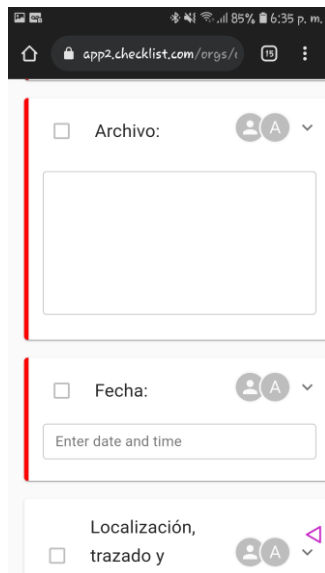 85% 6:35 p. m.
app2.checklist.com/orgs/
15
Archivo:
A
Fecha:
A
Enter date and time
Localización,
trazado y
A